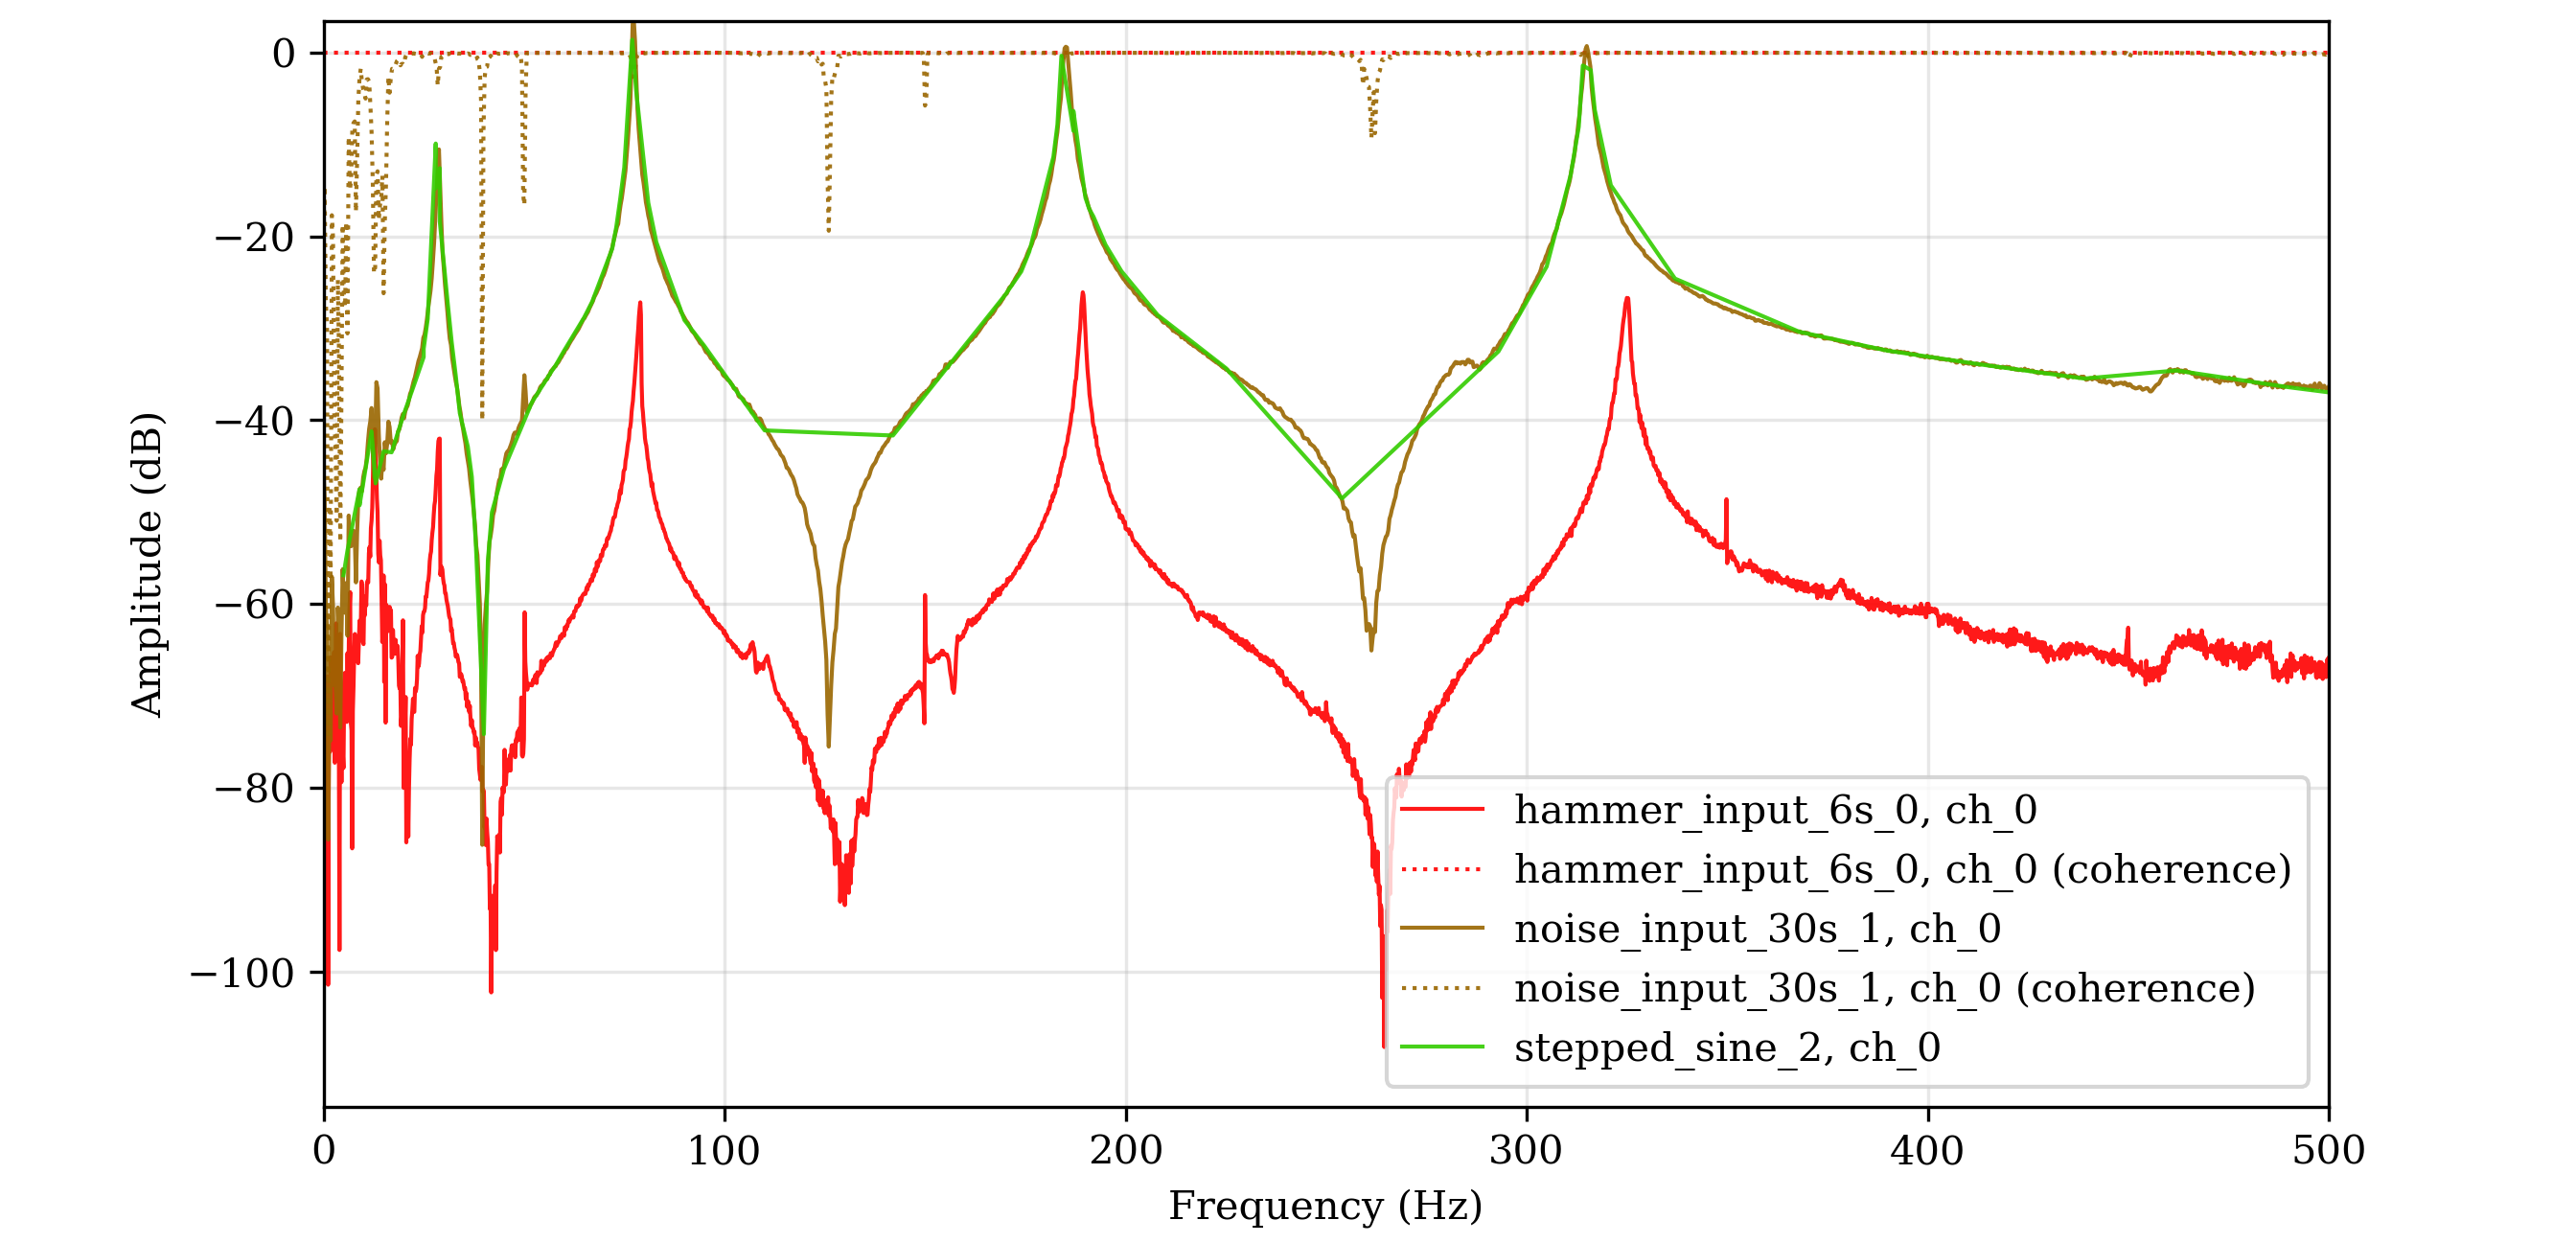 0
−20
−40
−60
−80
−100
Amplitude (dB)
hammer_input_6s_0, ch_0
hammer_input_6s_0, ch_0 (coherence)
noise_input_30s_1, ch_0
noise_input_30s_1, ch_0 (coherence)
stepped_sine_2, ch_0
0 100 200 300 400 500
Frequency (Hz)